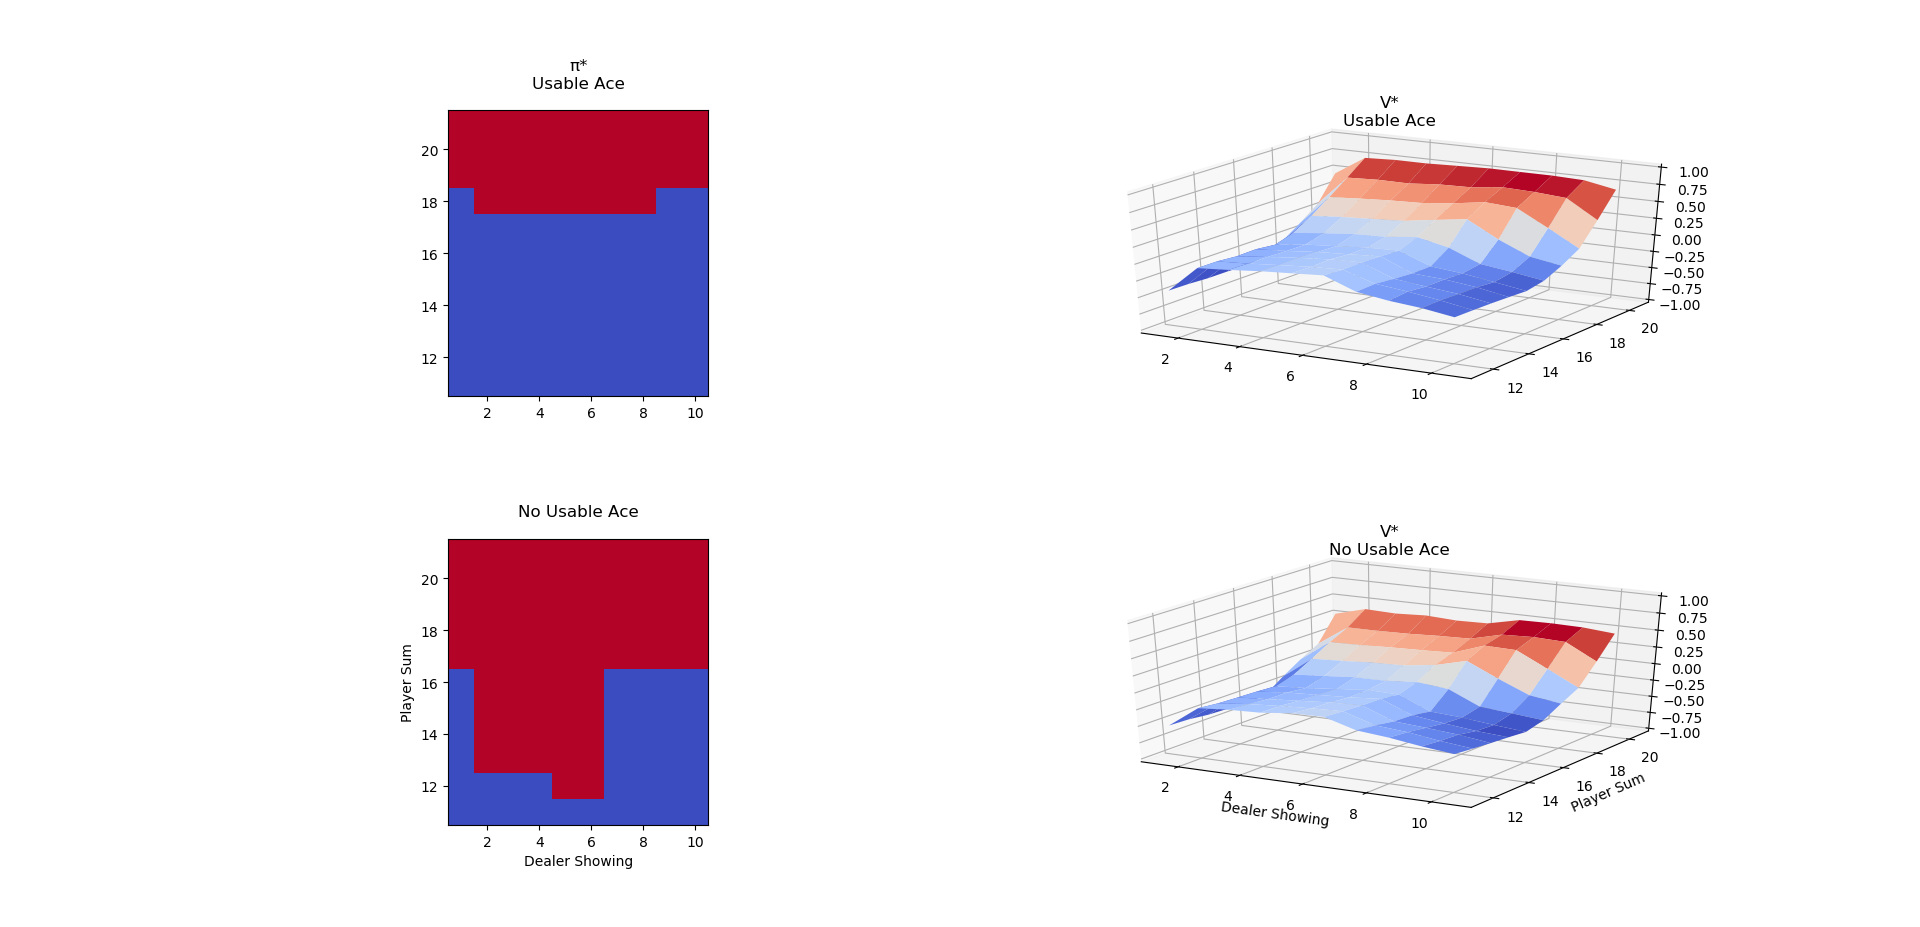 π*
Usable Ace
20
18
16
14
12
2 4 6 8 10
V*
Usable Ace
1.00
0.75
0.50
0.25
0.00
−0.25
−0.50
−0.75
−1.00
2 4 6 8 10
12 14 16 18 20
No Usable Ace
20
18
16
14
12
Player Sum
2 4 6 8 10
Dealer Showing
V*
No Usable Ace
1.00
0.75
0.50
0.25
0.00
−0.25
−0.50
−0.75
−1.00
2 4 6 8 10
Dealer Showing
12 14 16 18 20
Player Sum